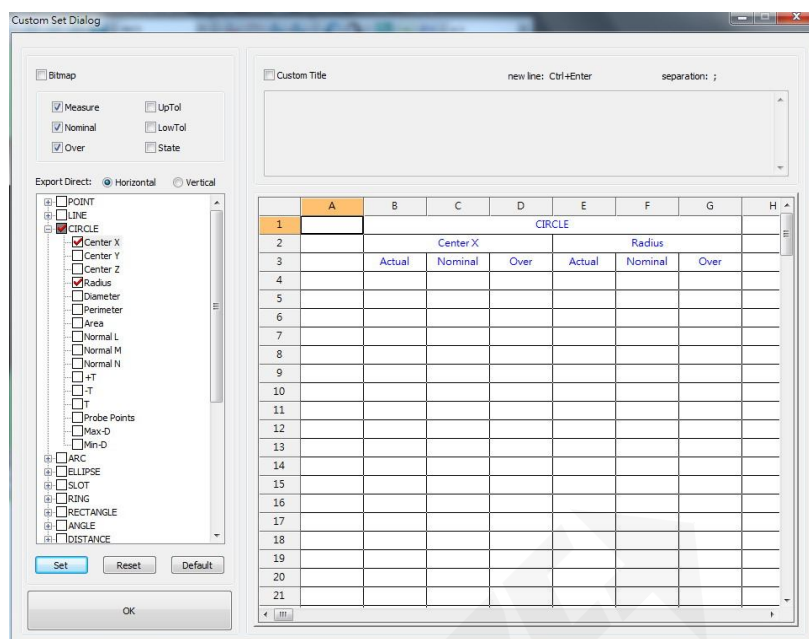 Custom Set Dialog
Bitmap
Measure UpTol
Nominal LowTol
Over State
Export Direct: Horizontal Vertical
POINT
LINE
CIRCLE
Center X
Center Y
Center Z
Radius
Diameter
Perimeter
Area
Normal L
Normal M
Normal N
+T
-T
T
Probe Points
Max-D
Min-D
ARC
ELLIPSE
SLOT
RING
RECTANGLE
ANGLE
DISTANCE
Set Reset Default
OK
Custom Title new line: Ctrl+Enter separation: ;
A B C D E F G H
1 CIRCLE
2 Center X Radius
3 Actual Nominal Over Actual Nominal Over
4
5
6
7
8
9
10
11
12
13
14
15
16
17
18
19
20
21